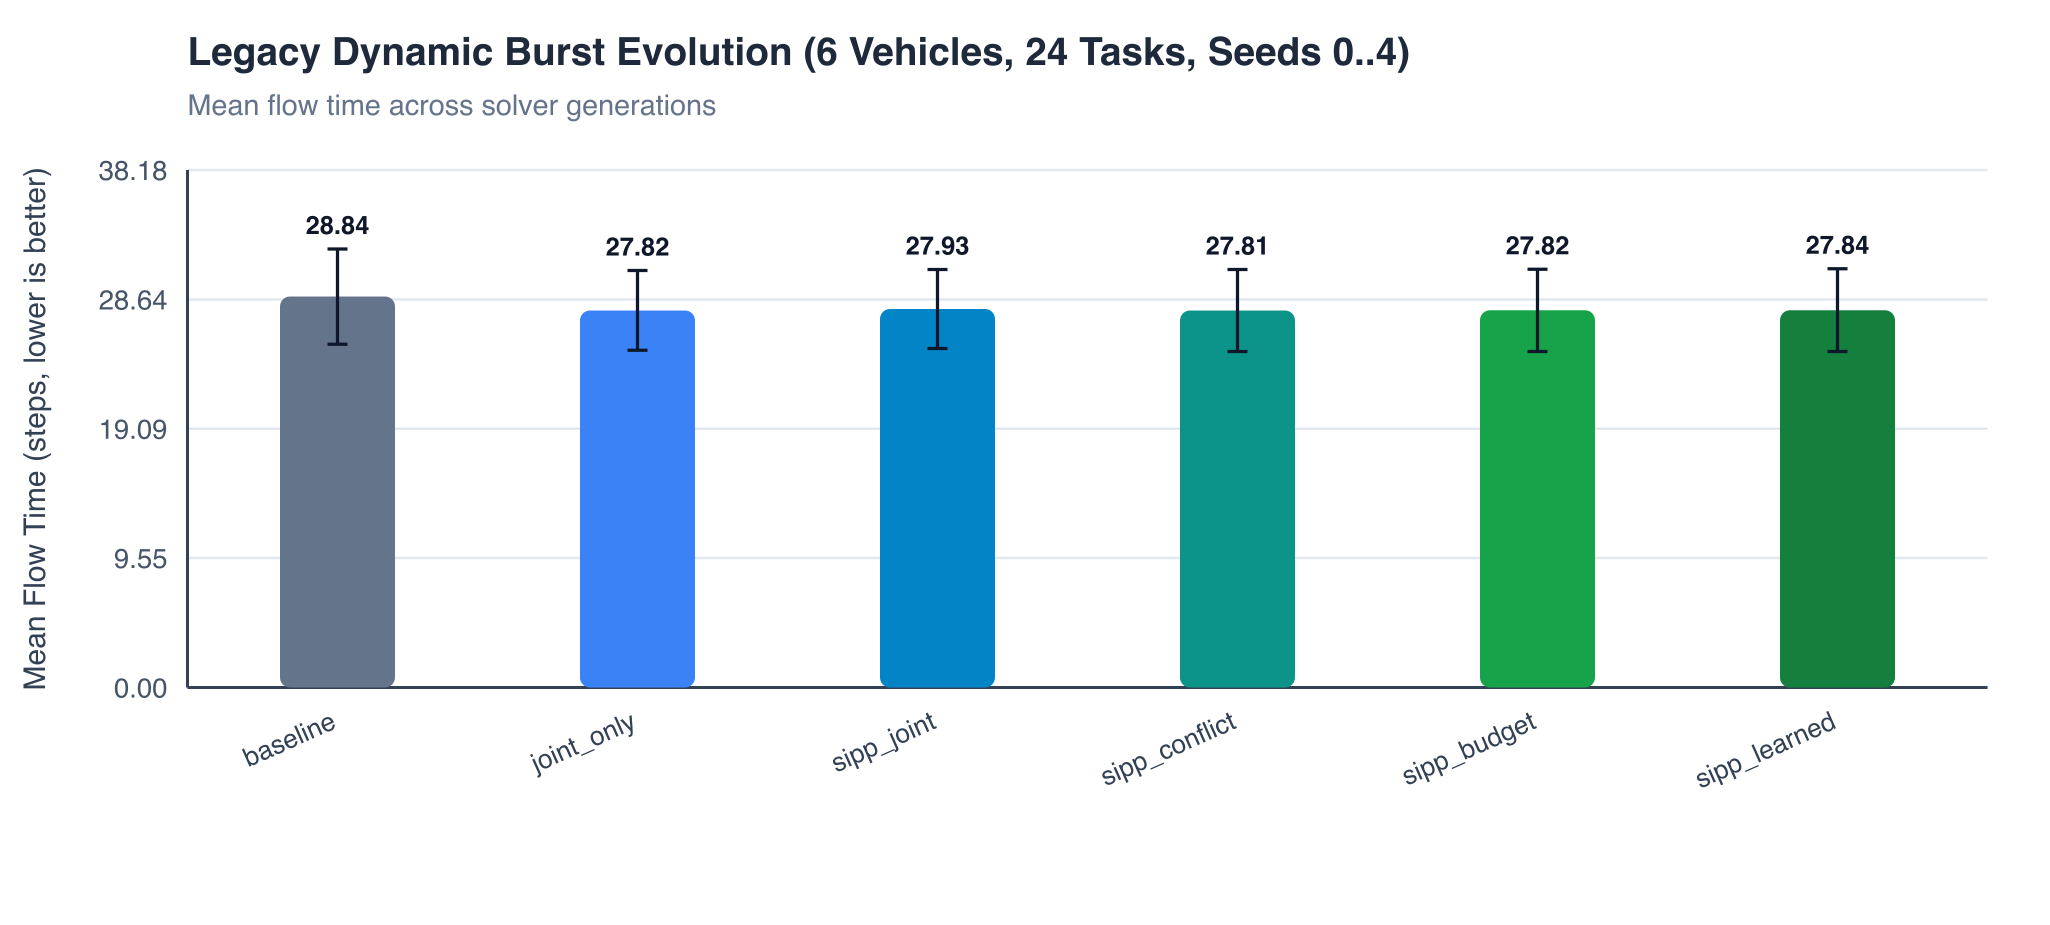 Legacy Dynamic Burst Evolution (6 Vehicles, 24 Tasks, Seeds 0..4)
Mean flow time across solver generations
Mean Flow Time (steps, lower is better)
38.18
28.64
19.09
9.55
0.00
28.84
27.82
27.93
27.81
27.82
27.84
baseline
joint_only
sipp_joint
sipp_conflict
sipp_budget
sipp_learned